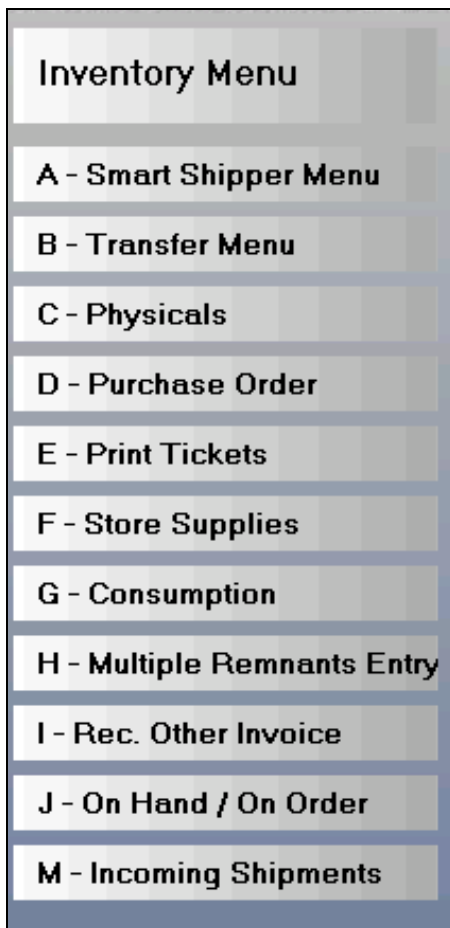 Inventory Menu
A - Smart Shipper Menu
B - Transfer Menu
C - Physicals
D - Purchase Order
E - Print Tickets
F - Store Supplies
G - Consumption
H - Multiple Remnants Entry
I - Rec. Other Invoice
J - On Hand / On Order
M - Incoming Shipments